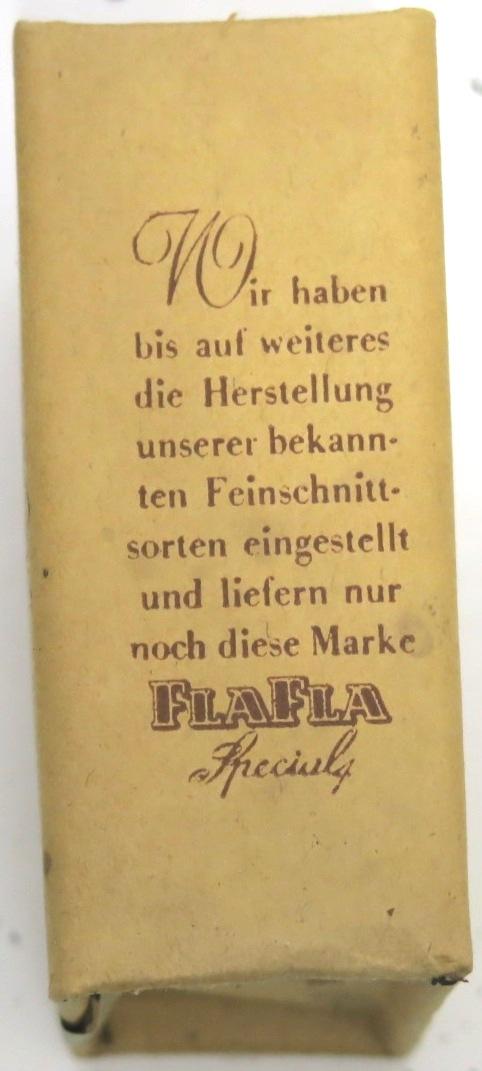 Wir haben
bis auf weiteres
die Herstellung
unserer bekann-
ten Feinschnitt-
sorten eingestellt
und liefern nur
noch diese Marke
FLAFLA
Special